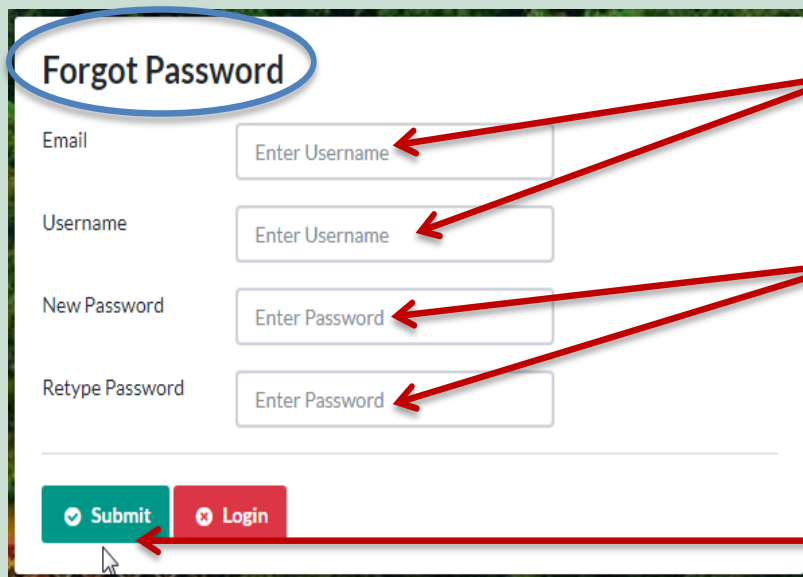 Forgot Password
Email Enter Username
Username Enter Username
New Password Enter Password
Retype Password Enter Password
Submit Login